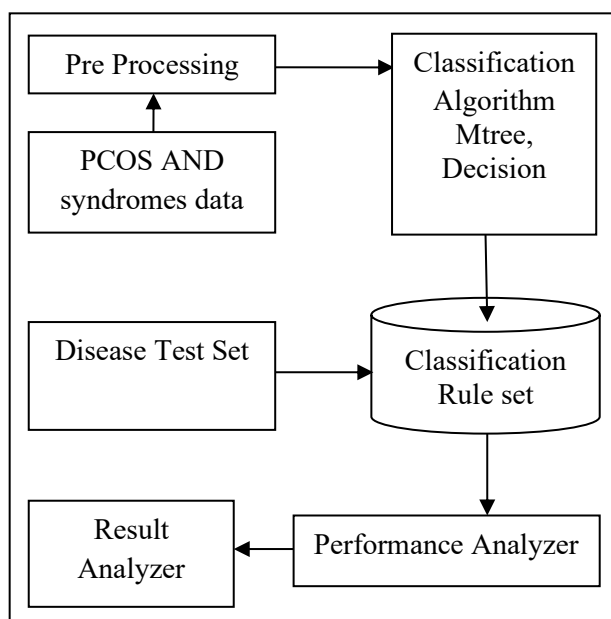 Pre Processing
Classification
Algorithm
Mtree,
Decision
PCOS AND
syndromes data
Disease Test Set
Classification
Rule set
Result
Analyzer
Performance Analyzer